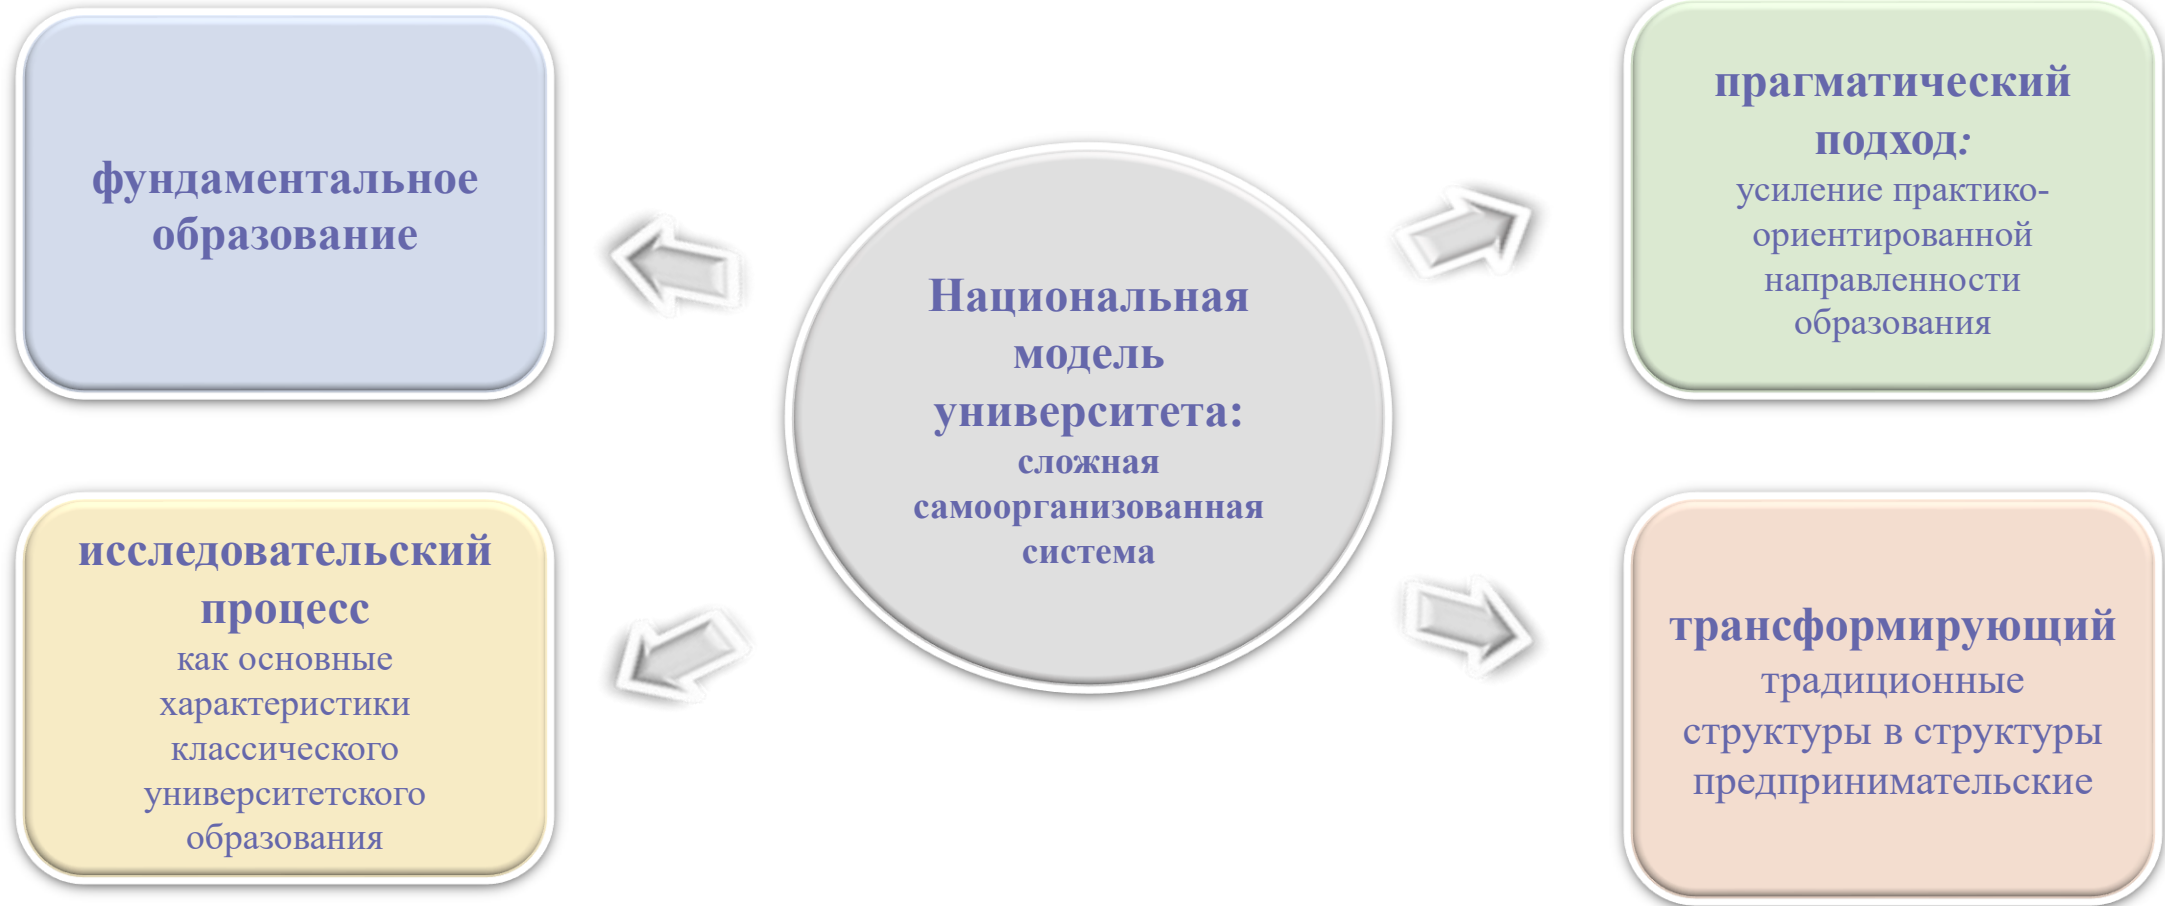 фундаментальное
образование
исследовательский
процесс
как основные
характеристики
классического
университетского
образования
Национальная
модель
университета:
сложная
самоорганизованная
система
прагматический
подход:
усиление практико-
ориентированной
направленности
образования
трансформирующий
традиционные
структуры в структуры
предпринимательские